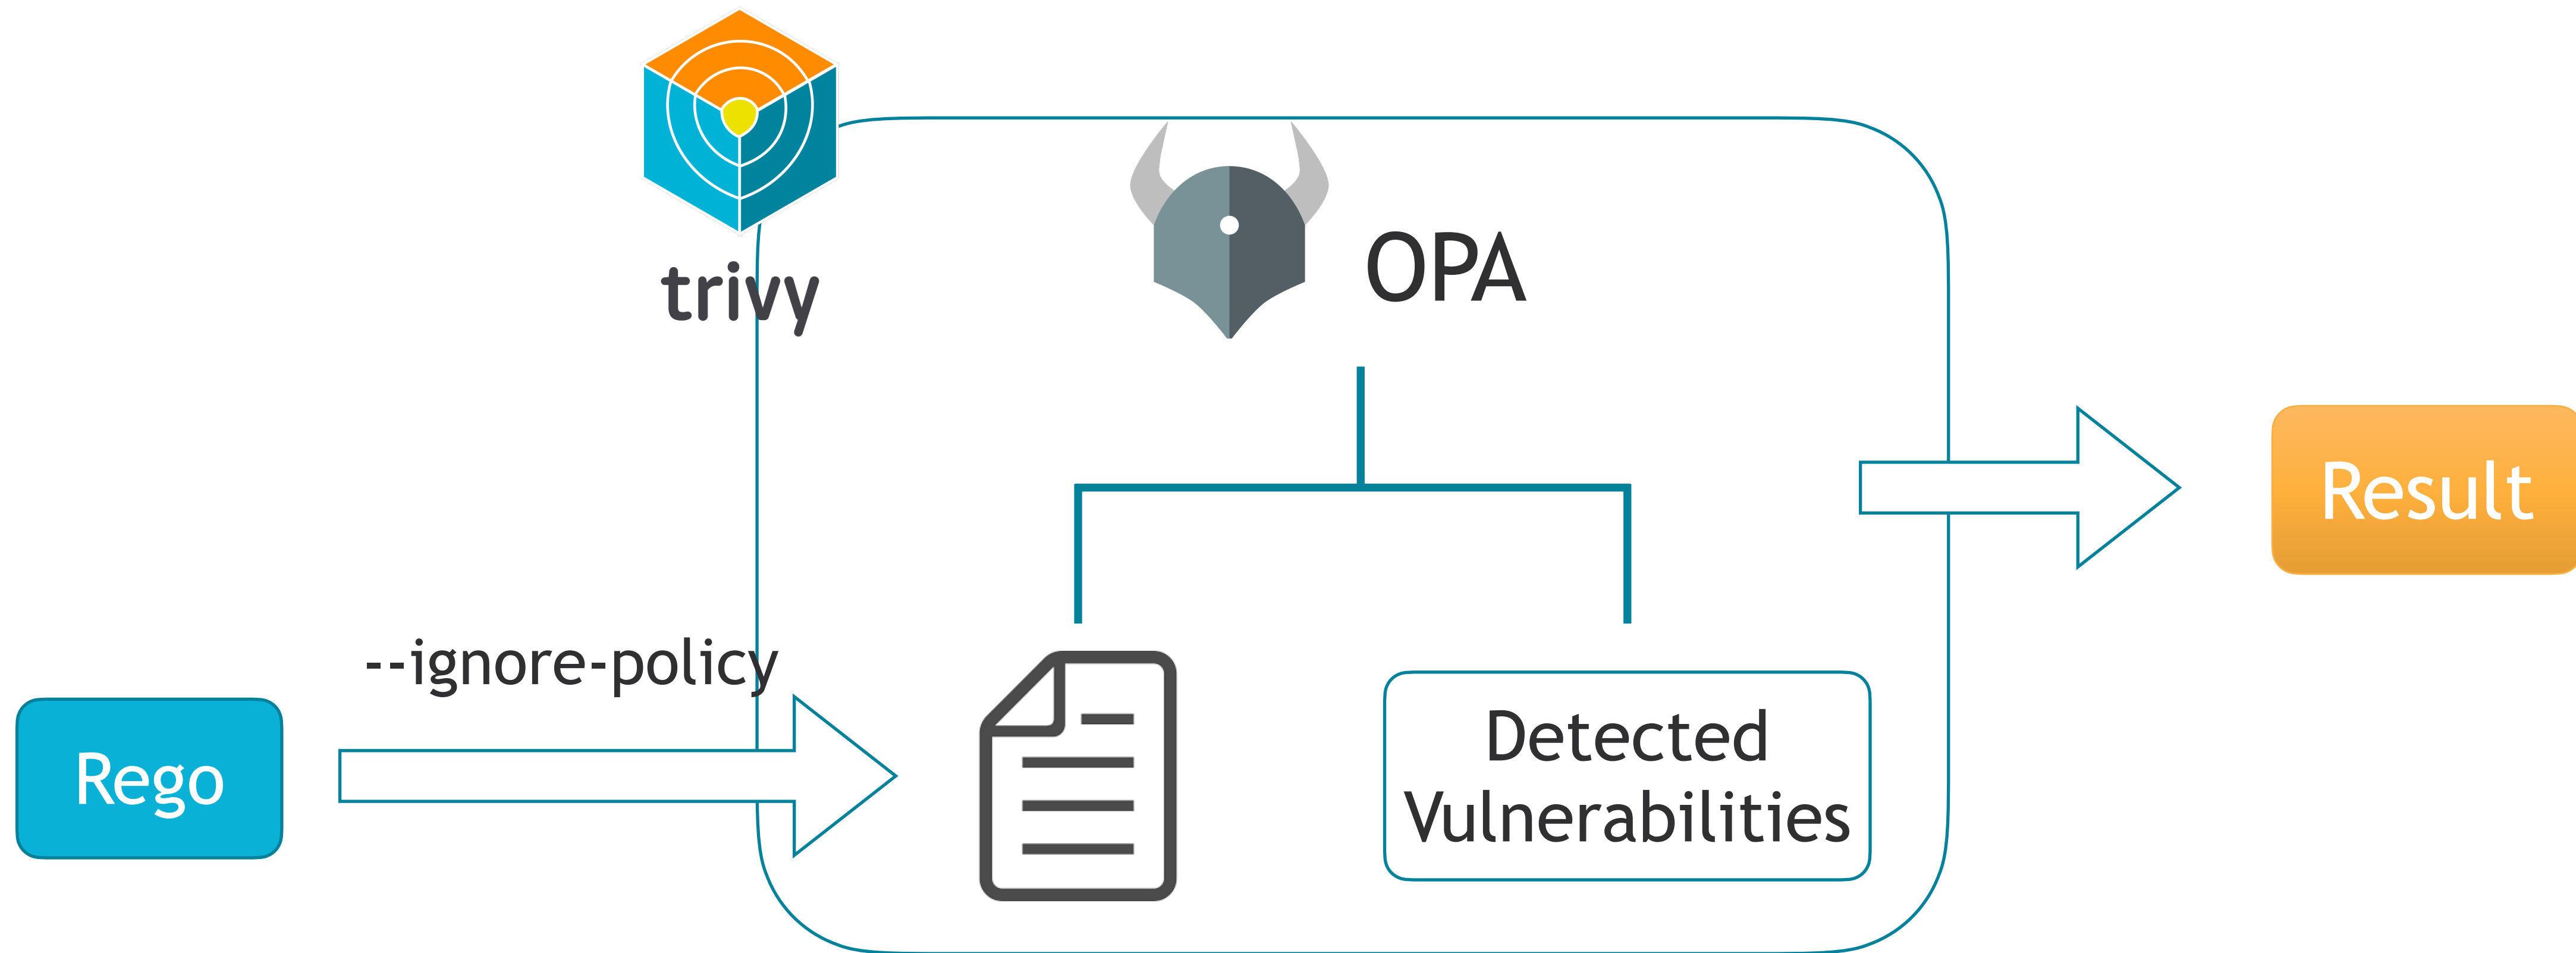 trivy
OPA
Result
--ignore-policy
Rego
Detected
Vulnerabilities